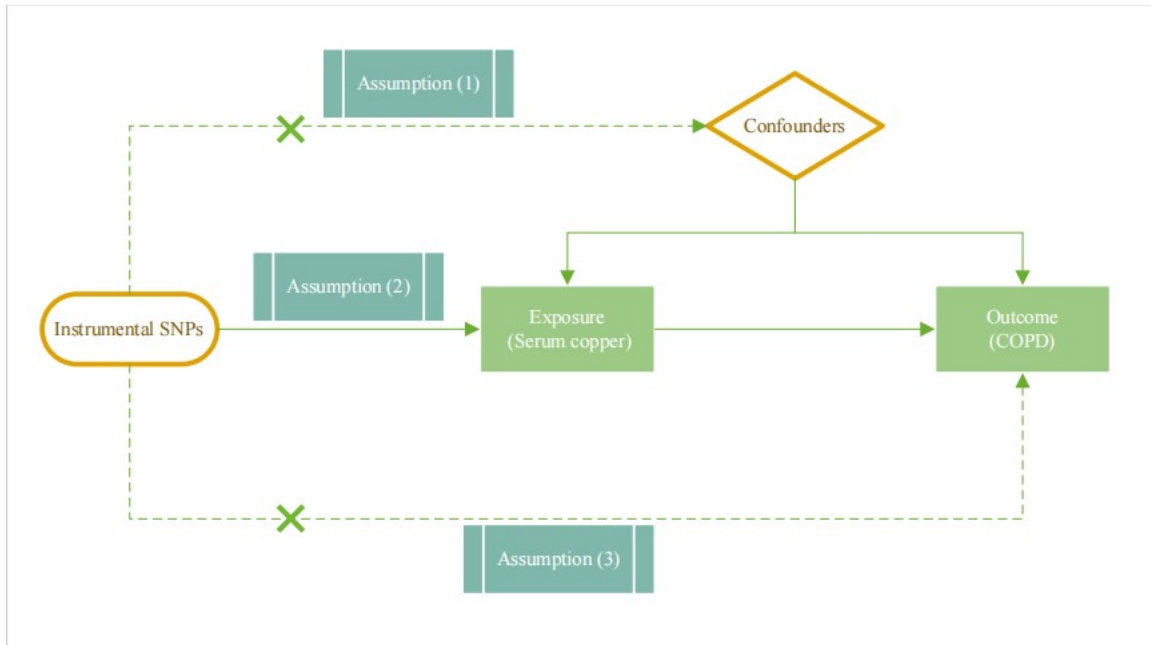 Assumption (1)
Confounders
Assumption (2)
Instrumental SNPs
Exposure
(Serum copper)
Outcome
(COPD)
Assumption (3)